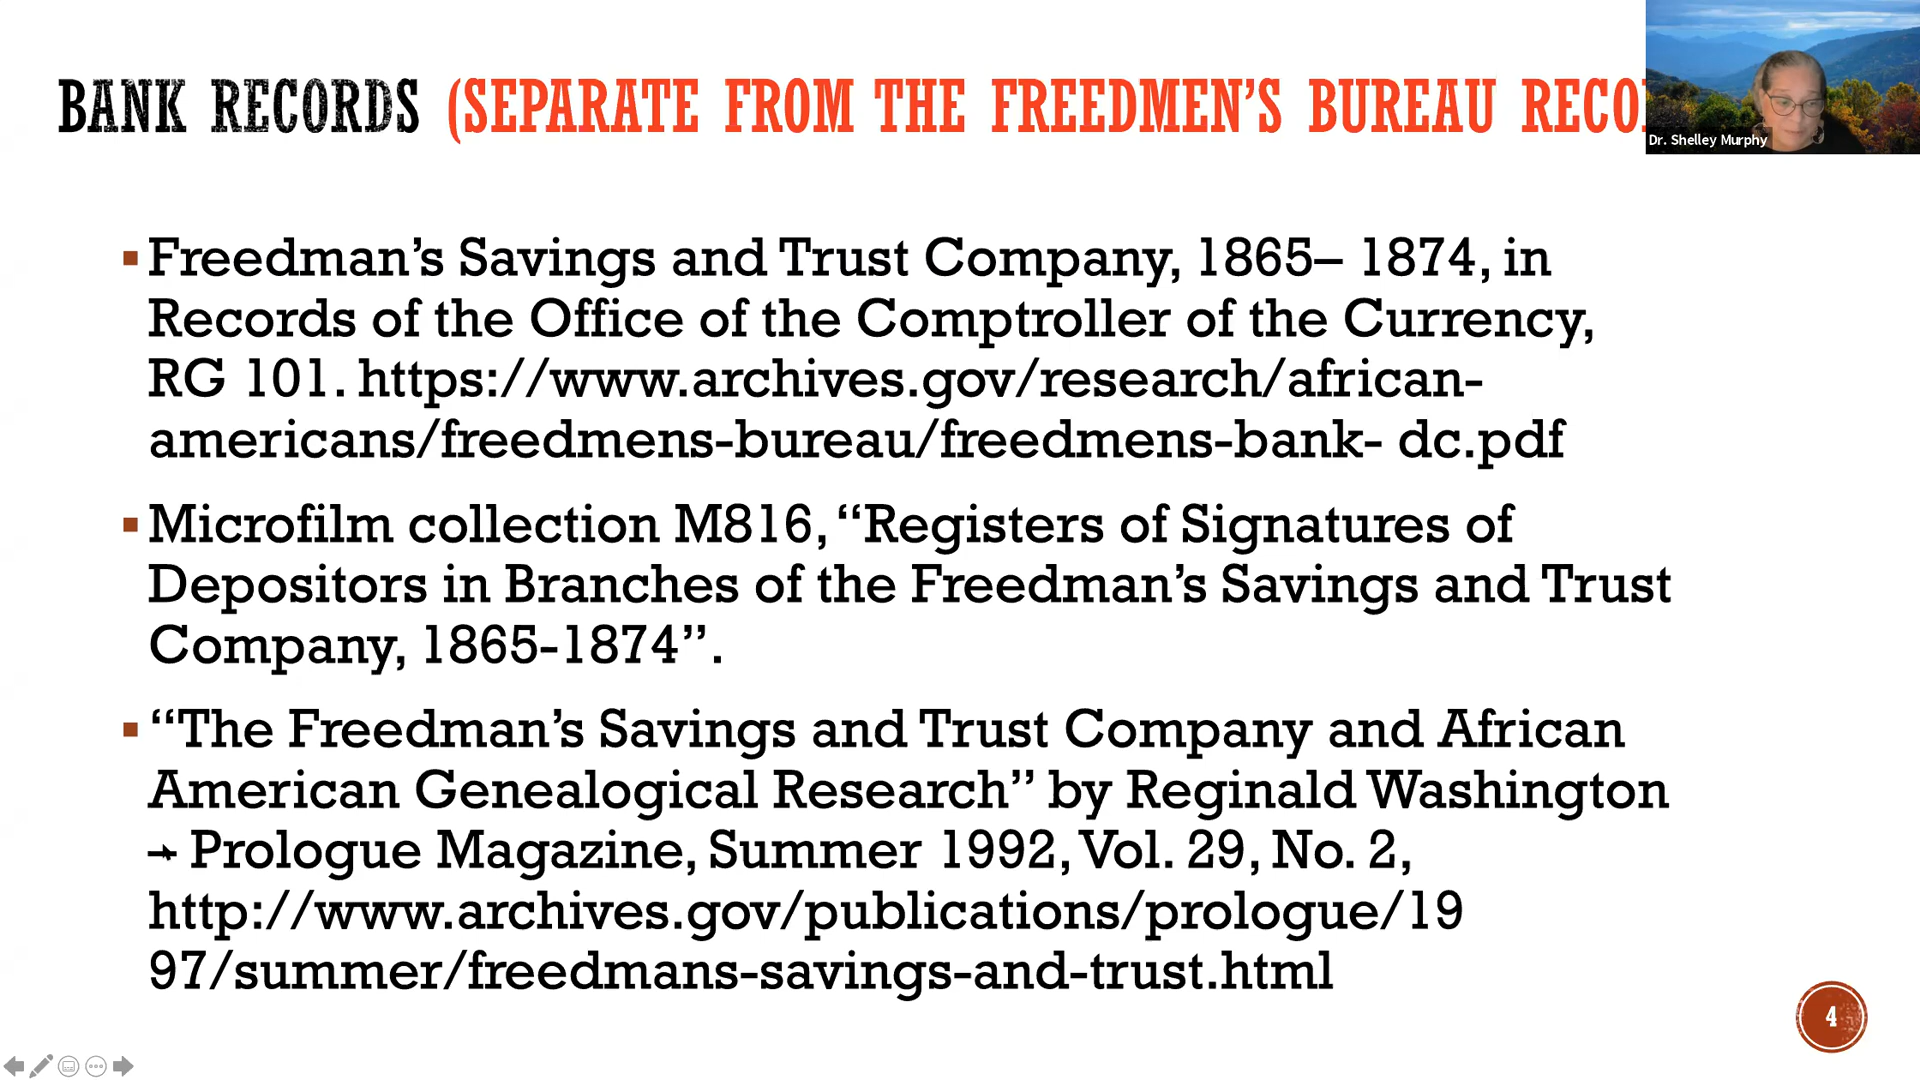 BANK RECORDS (SEPARATE FROM THE FREEDMEN'S BUREAU RECO
Dr. Shelley Murphy
▪ Freedman's Savings and Trust Company, 1865– 1874, in
Records of the Office of the Comptroller of the Currency,
RG 101. https://www.archives.gov/research/african-
americans/freedmens-bureau/freedmens-bank- dc.pdf
▪ Microfilm collection M816, “Registers of Signatures of
Depositors in Branches of the Freedman’s Savings and Trust
Company, 1865-1874”.
▪ “The Freedman’s Savings and Trust Company and African
American Genealogical Research” by Reginald Washington
→ Prologue Magazine, Summer 1992, Vol. 29, No. 2,
http://www.archives.gov/publications/prologue/19
97/summer/freedmans-savings-and-trust.html
4